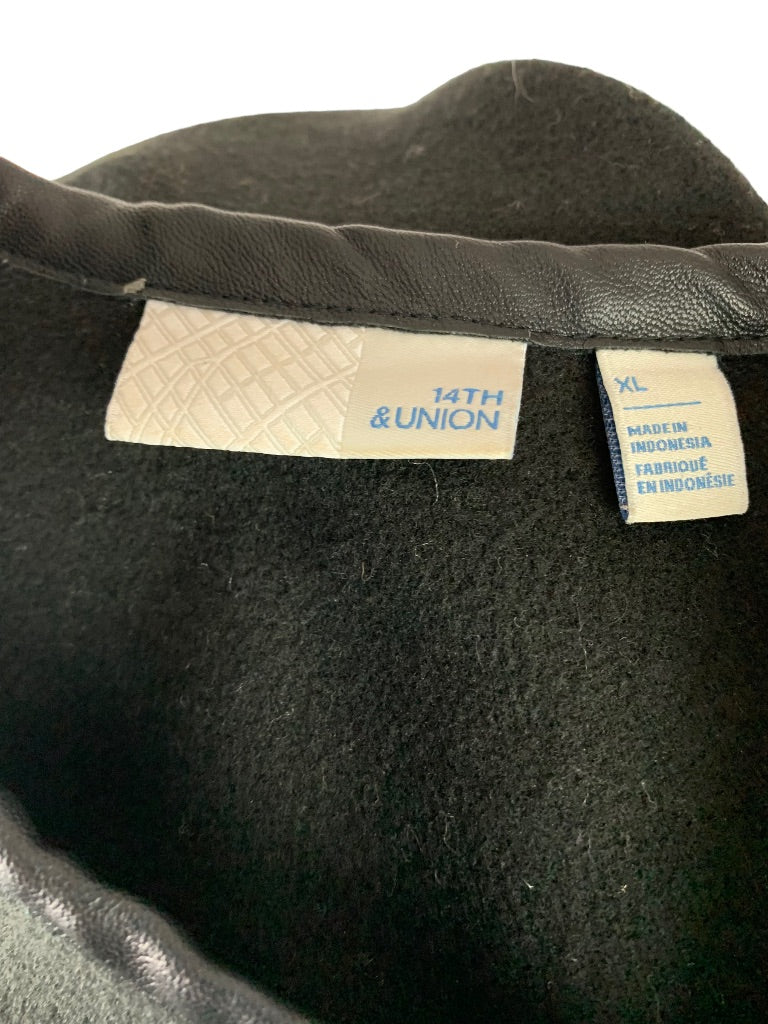 14TH
&UNION
XL
MADE IN
INDONESIA
FABRIQUÉ
EN INDONÉSIE